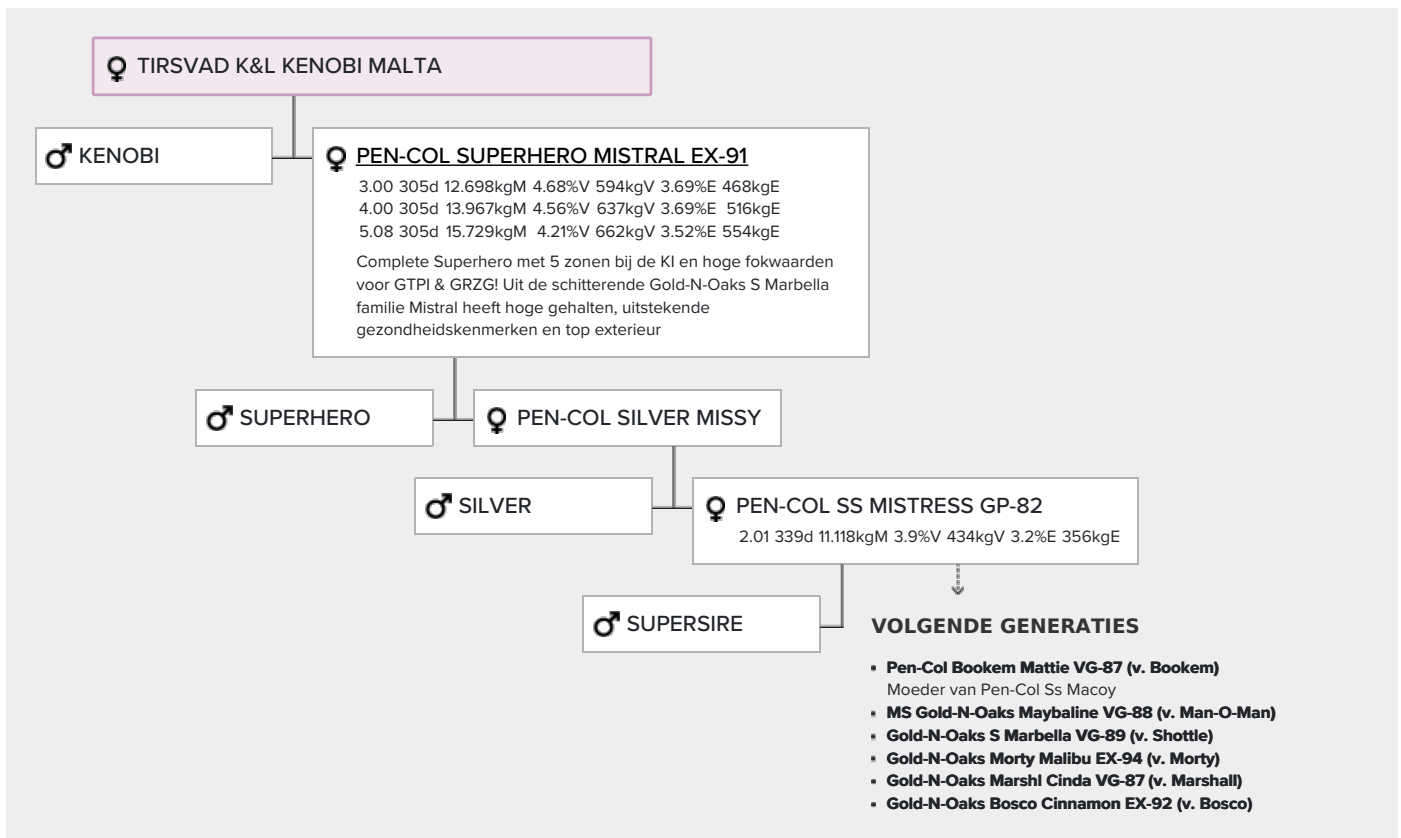 TIRSVAD K&L KENOBI MALTA
KENOBI
PEN-COL SUPERHERO MISTRAL EX-91
3.00 305d 12.698kgM 4.68%V 594kgV 3.69%E 468kgE
4.00 305d 13.967kgM 4.56%V 637kgV 3.69%E 516kgE
5.08 305d 15.729kgM 4.21%V 662kgV 3.52%E 554kgE
Complete Superhero met 5 zonen bij de KI en hoge fokwaarden
voor GTPI & GRZG! Uit de schitterende Gold-N-Oaks S Marbella
familie Mistral heeft hoge gehalten, uitstekende
gezondheidskenmerken en top exterieur
SUPERHERO
PEN-COL SILVER MISSY
SILVER
PEN-COL SS MISTRESS GP-82
2.01 339d 11.118kgM 3.9%V 434kgV 3.2%E 356kgE
SUPERSIRE
VOLGENDE GENERATIES
Pen-Col Bookem Mattie VG-87 (v. Bookem)
Moeder van Pen-Col Ss Macoy
MS Gold-N-Oaks Maybaline VG-88 (v. Man-O-Man)
Gold-N-Oaks S Marbella VG-89 (v. Shottle)
Gold-N-Oaks Morty Malibu EX-94 (v. Morty)
Gold-N-Oaks Marshl Cinda VG-87 (v. Marshall)
Gold-N-Oaks Bosco Cinnamon EX-92 (v. Bosco)